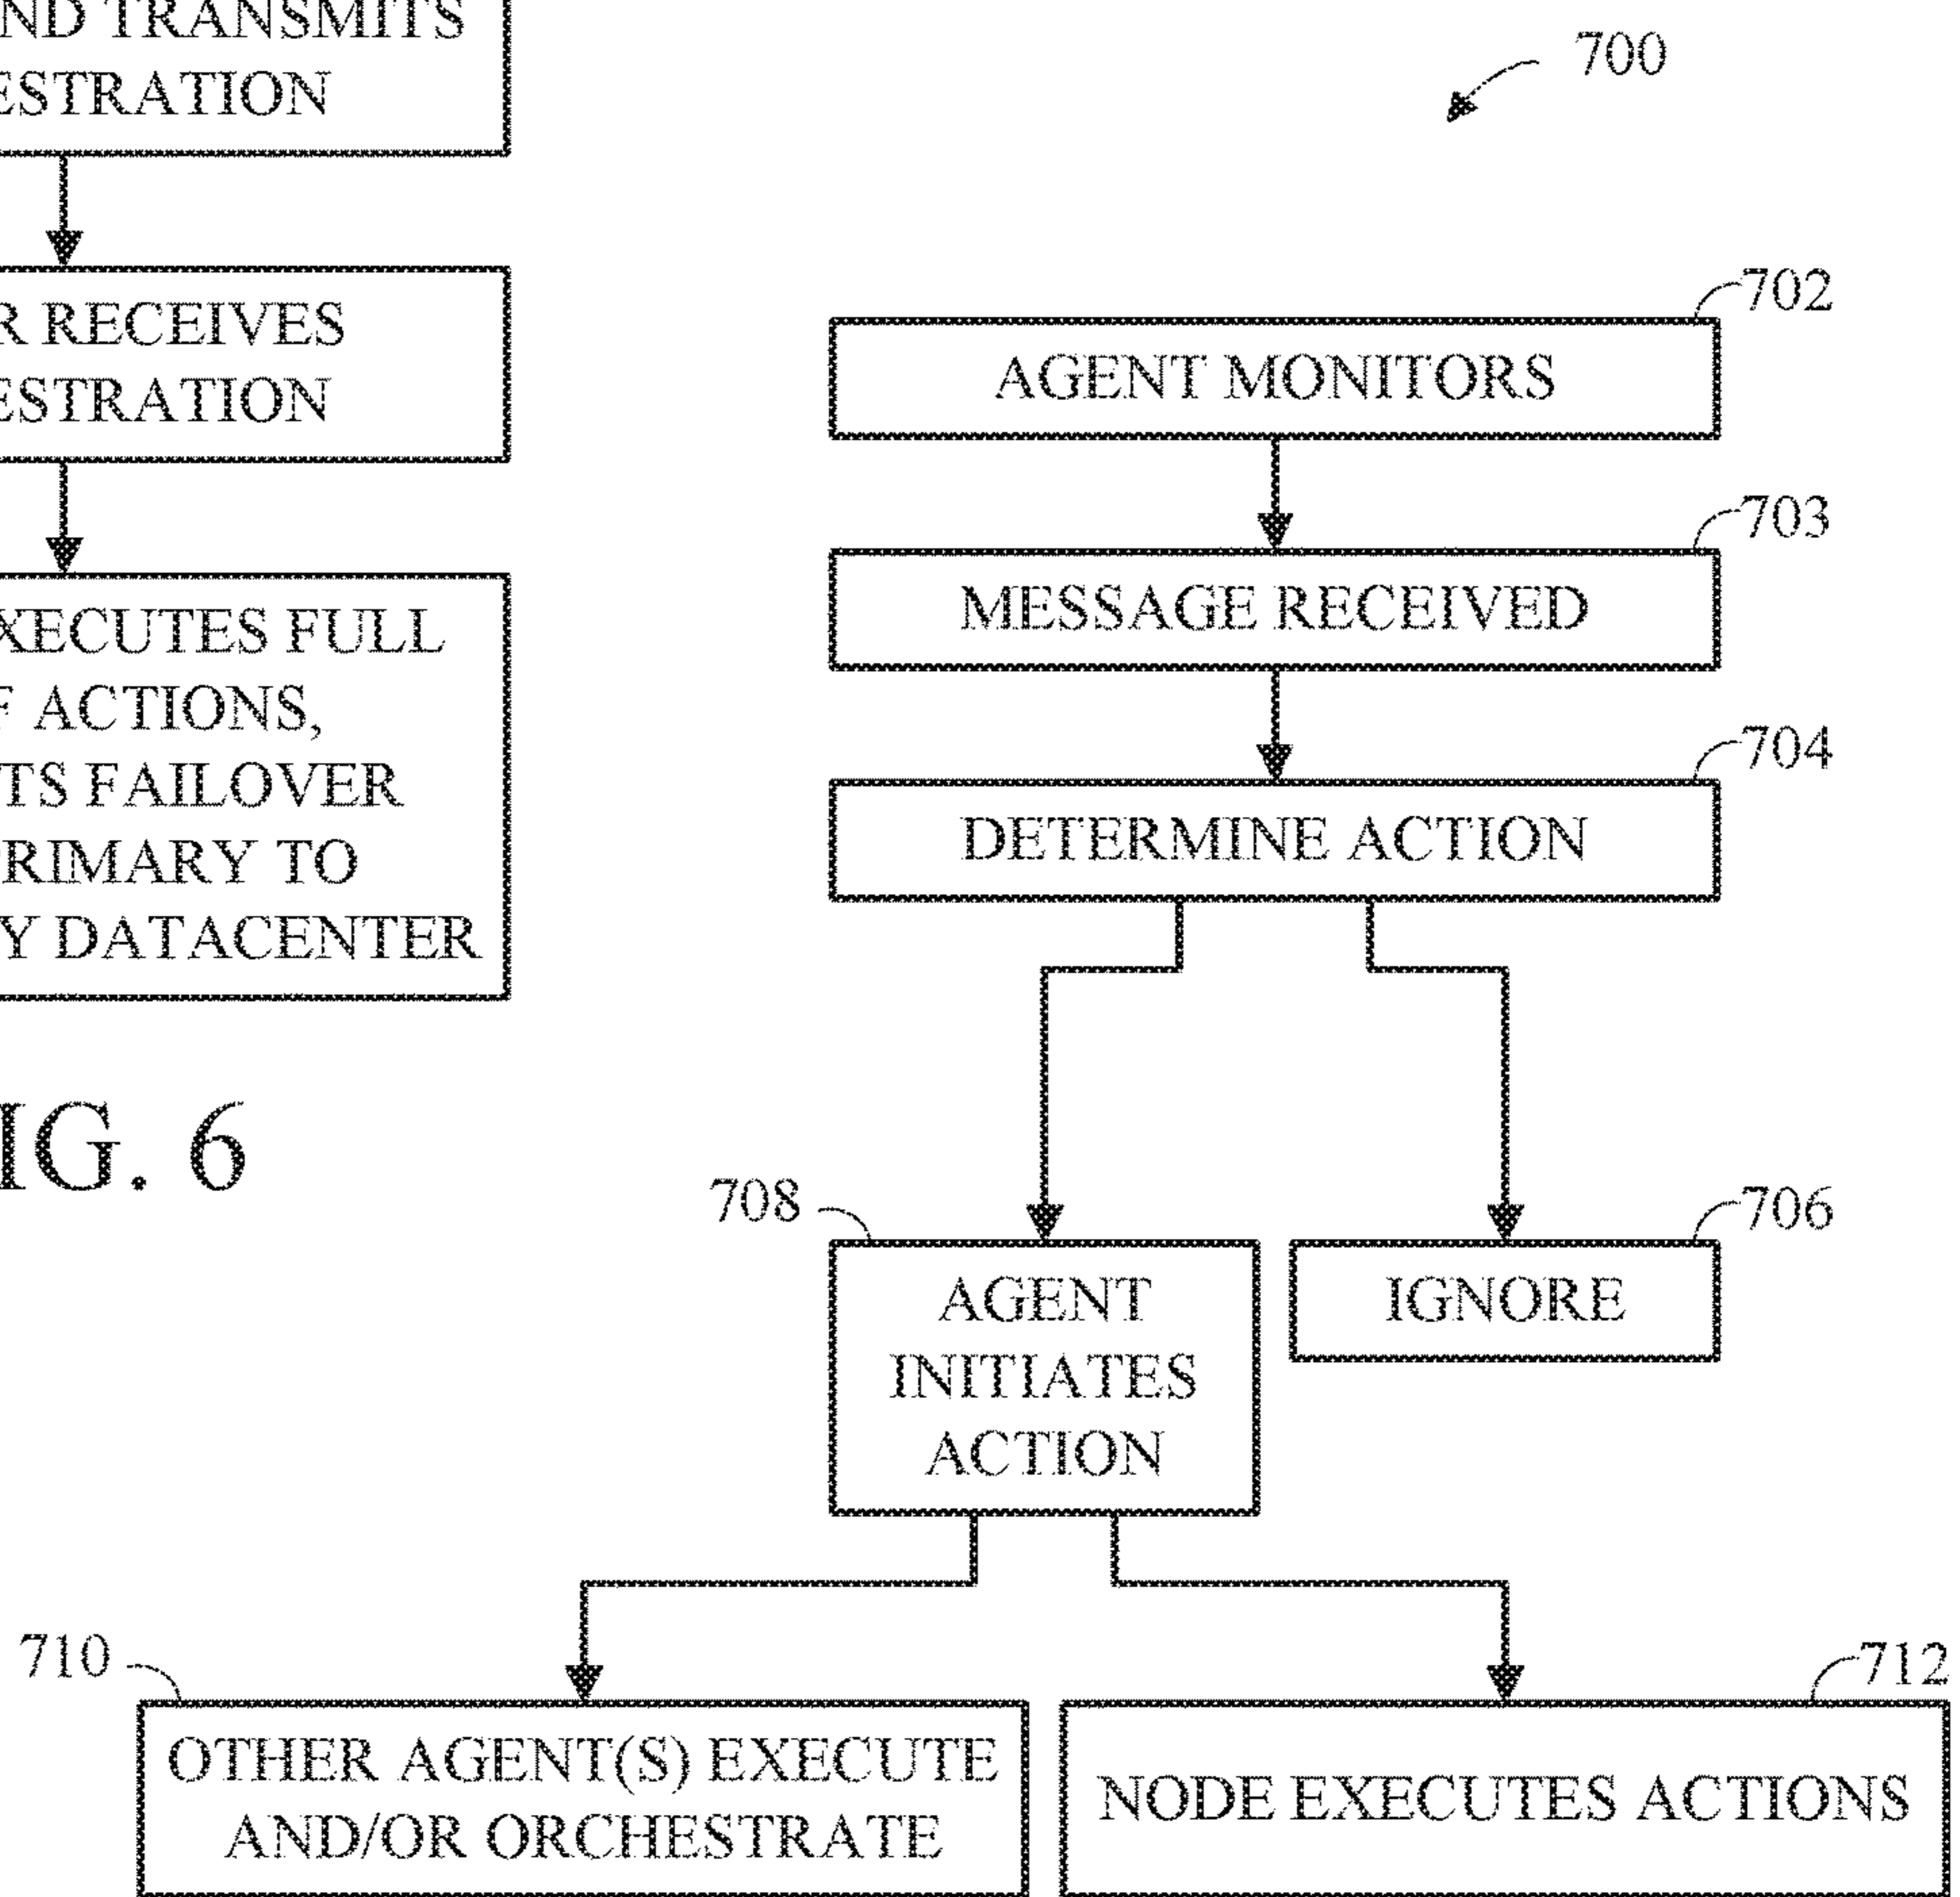 ND TRANSMITS
ESTRATION
R RECEIVES
ESTRATION
XECUTES FULL
F ACTIONS,
TS FAILOVER
RIMARY TO
Y DATACENTER
IG. 6
700
702
AGENT MONITORS
703
MESSAGE RECEIVED
704
DETERMINE ACTION
708
AGENT
INITIATES
ACTION
706
IGNORE
710
OTHER AGENT(S) EXECUTE
AND/OR ORCHESTRATE
712
NODE EXECUTES ACTIONS